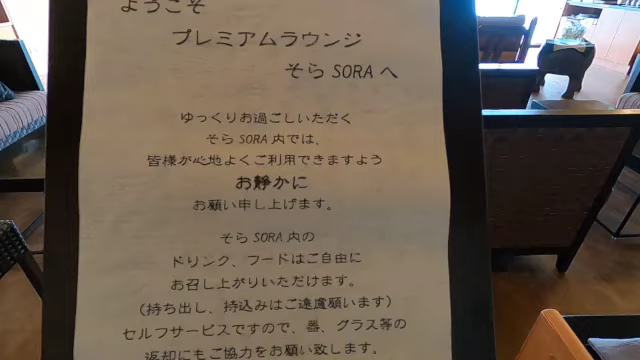 ようこそ
プレミアムラウンジ
そら SORA へ
ゆっくりお過ごしいただく
そら SORA 内では、
皆様が心地よくご利用できますよう
お静かに
お願い申し上げます。
そら SORA 内の
ドリンク、フードはご自由に
お召し上がりいただけます。
（持ち出し、持込みはご遠慮願います）
セルフサービスですので、器、グラス等の
返却にもご協力をお願い致します。